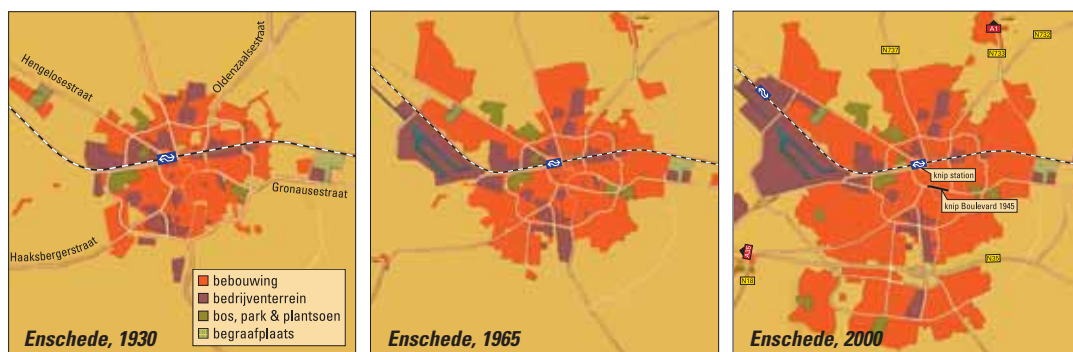 Hengelosestraat
Oldenzaalsestraat
Gronausestraat
Haaksbergerstraat
bebouwing
bedrijventerrein
bos, park & plantsoen
begraafplaats
Enschede, 1930
Enschede, 1965
A1
N737
N733
N732
knip station
knip Boulevard 1945
A35
N18
N35
Enschede, 2000